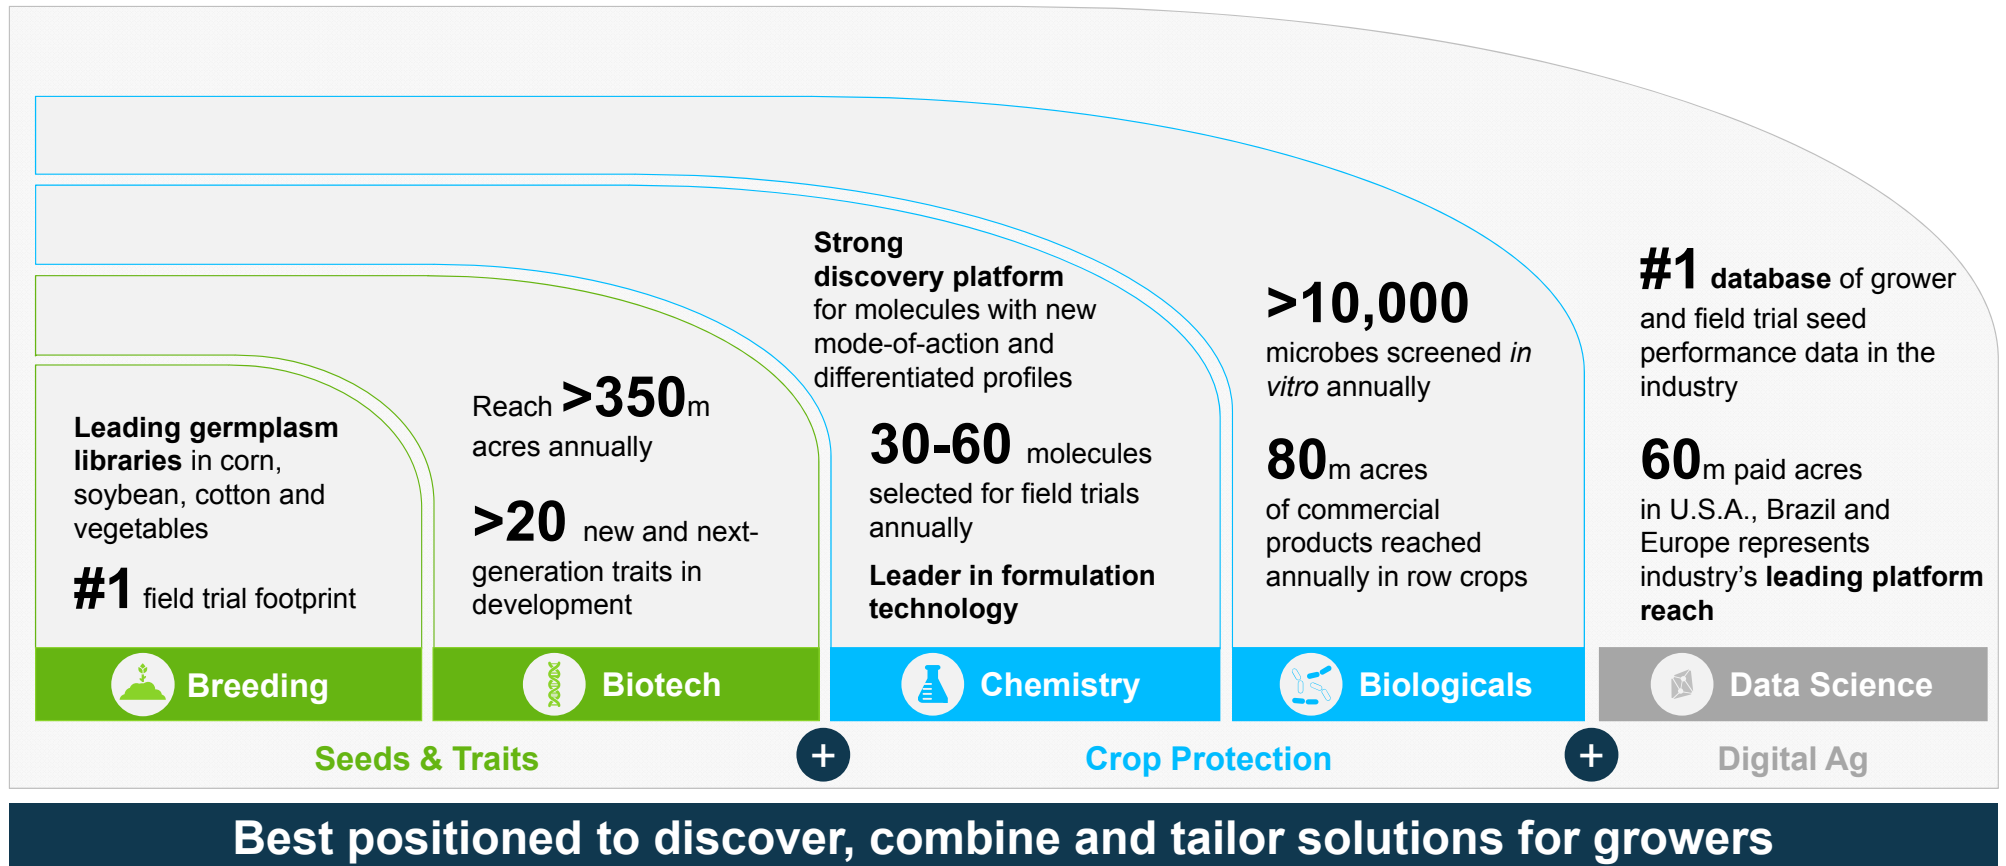 Leading germplasm
libraries in corn,
soybean, cotton and
vegetables
#1 field trial footprint
Breeding
Reach >350m
acres annually
>20 new and next-
generation traits in
development
Biotech
Strong
discovery platform
for molecules with new
mode-of-action and
differentiated profiles
30-60 molecules
selected for field trials
annually
Leader in formulation
technology
Chemistry
>10,000
microbes screened in
vitro annually
80m acres
of commercial
products reached
annually in row crops
Biologicals
#1 database of grower
and field trial seed
performance data in the
industry
60m paid acres
in U.S.A., Brazil and
Europe represents
industry’s leading platform
reach
Data Science
Seeds & Traits
+
Crop Protection
+
Digital Ag
Best positioned to discover, combine and tailor solutions for growers